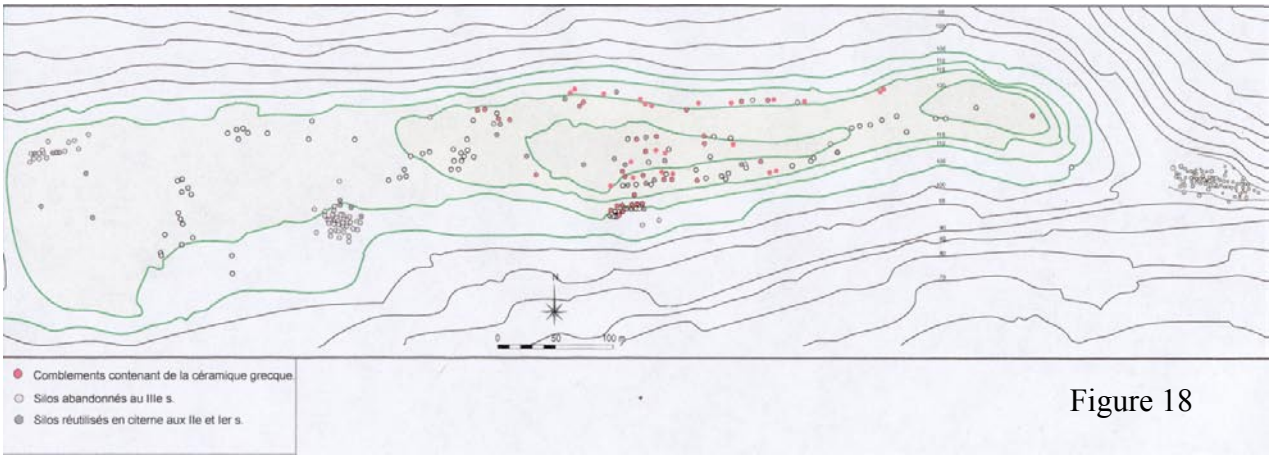 N
0 50 100 m
Comblements contenant de la céramique grecque.
Silos abandonnés au IIIe s.
Silos réutilisés en citerne aux IIe et Ier s.
Figure 18